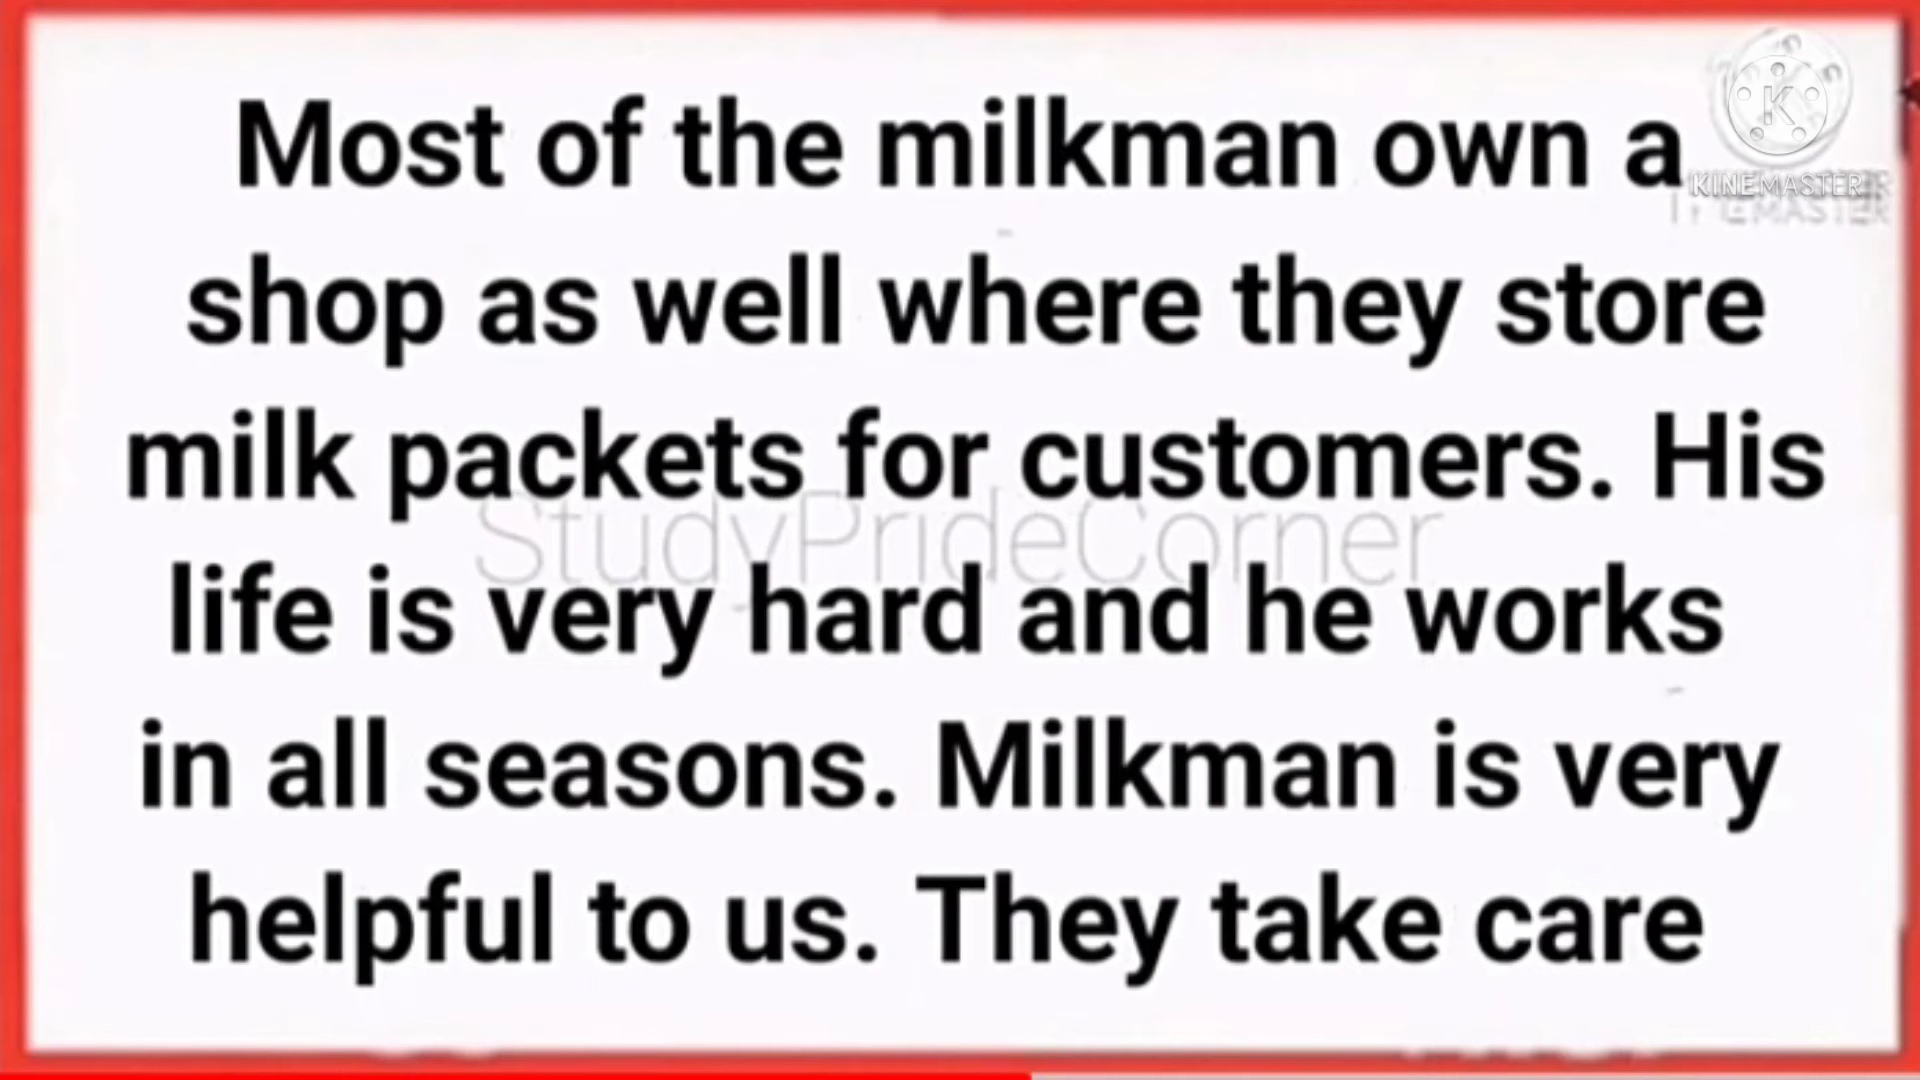 Most of the milkman own a
KINEMASTER
shop as well where they store
milk packets for customers. His
StudyPrideCorner
life is very hard and he works
in all seasons. Milkman is very
helpful to us. They take care